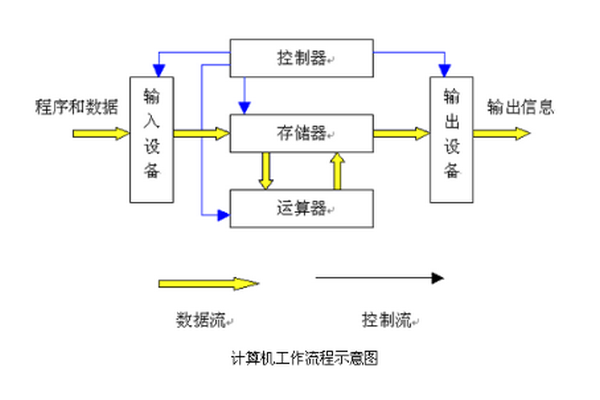 控制器
程序和数据
输入设备
存储器
输出设备
输出信息
运算器
数据流
控制流
计算机工作流程示意图